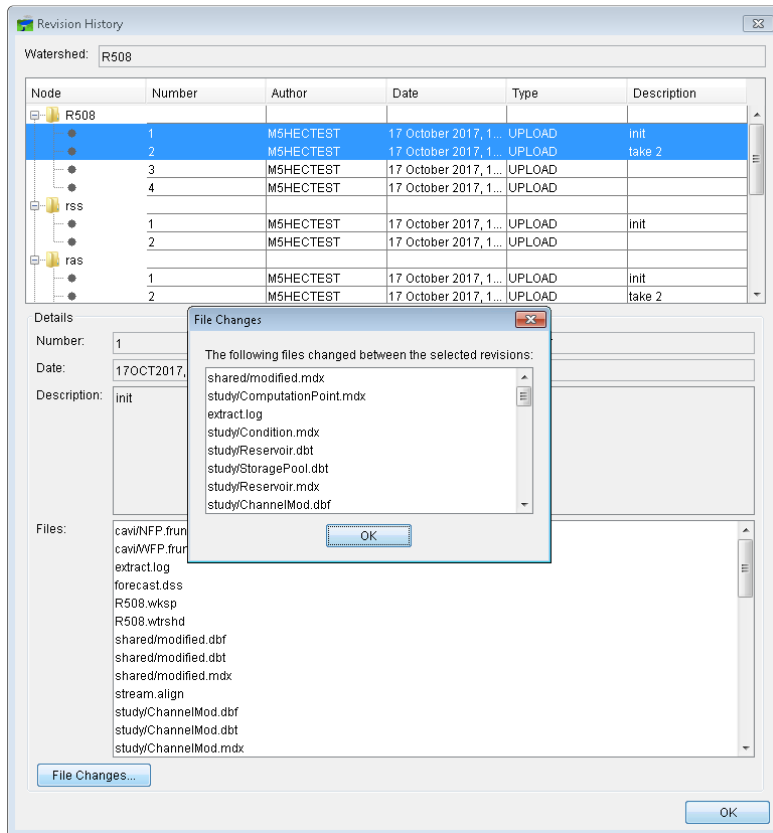 Revision History
Watershed: R508
Node Number Author Date Type Description
R508
1 M5HECTEST 17 October 2017, 1... UPLOAD init
2 M5HECTEST 17 October 2017, 1... UPLOAD take 2
3 M5HECTEST 17 October 2017, 1... UPLOAD
4 M5HECTEST 17 October 2017, 1... UPLOAD
rss
1 M5HECTEST 17 October 2017, 1... UPLOAD init
2 M5HECTEST 17 October 2017, 1... UPLOAD
ras
1 M5HECTEST 17 October 2017, 1... UPLOAD init
2 M5HECTEST 17 October 2017, 1... UPLOAD take 2
Details
Number: 1
Date: 17OCT2017,
Description: init
File Changes
The following files changed between the selected revisions:
shared/modified.mdx
study/ComputationPoint.mdx
extract.log
study/Condition.mdx
study/Reservoir.dbt
study/StoragePool.dbt
study/Reservoir.mdx
study/ChannelMod.dbf
OK
Files:
cavi/NFP.frun
cavi/WFP.frun
extract.log
forecast.dss
R508.wksp
R508.wtrshd
shared/modified.dbf
shared/modified.dbt
shared/modified.mdx
stream.align
study/ChannelMod.dbf
study/ChannelMod.dbt
study/ChannelMod.mdx
File Changes...
OK